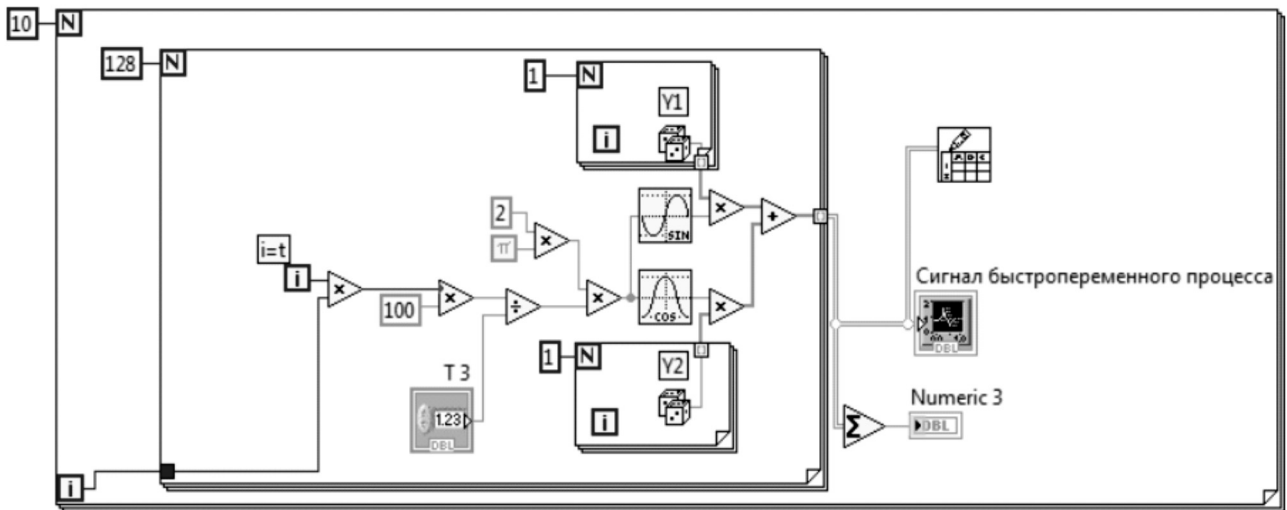 10 N
128 N
1 N
Y1
i
2
π
SIN
i=t
i
100
COS
Сигнал быстропеременного процесса
DBL
T 3
1.23
DBL
1 N
Y2
i
Numeric 3
Σ
DBL
i